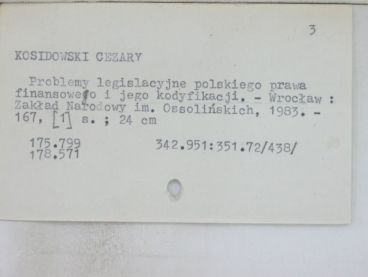 3
KOSIDOWSKI CEZARY
Problemy legislacyjne polskiego prawa
finansowego i jego kodyfikacji. - Wrocław :
Zakład Narodowy im. Ossolińskich, 1983. -
167, [1] s. ; 24 cm
175.799 342.951:351.72/438/
178.571